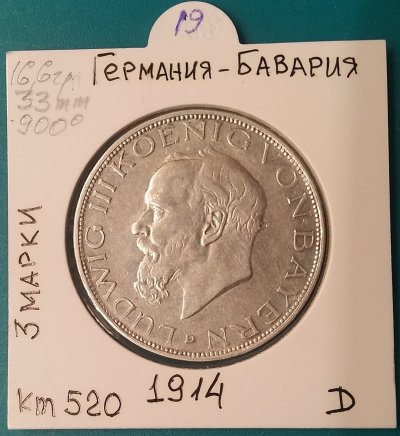 19
16.6гр.
33mm
900°
ГЕРМАНИЯ-БАВАРИЯ
3 МАРКИ
LUDWIG III KOENIG VON BAYERN
D
Km 520
1914
D